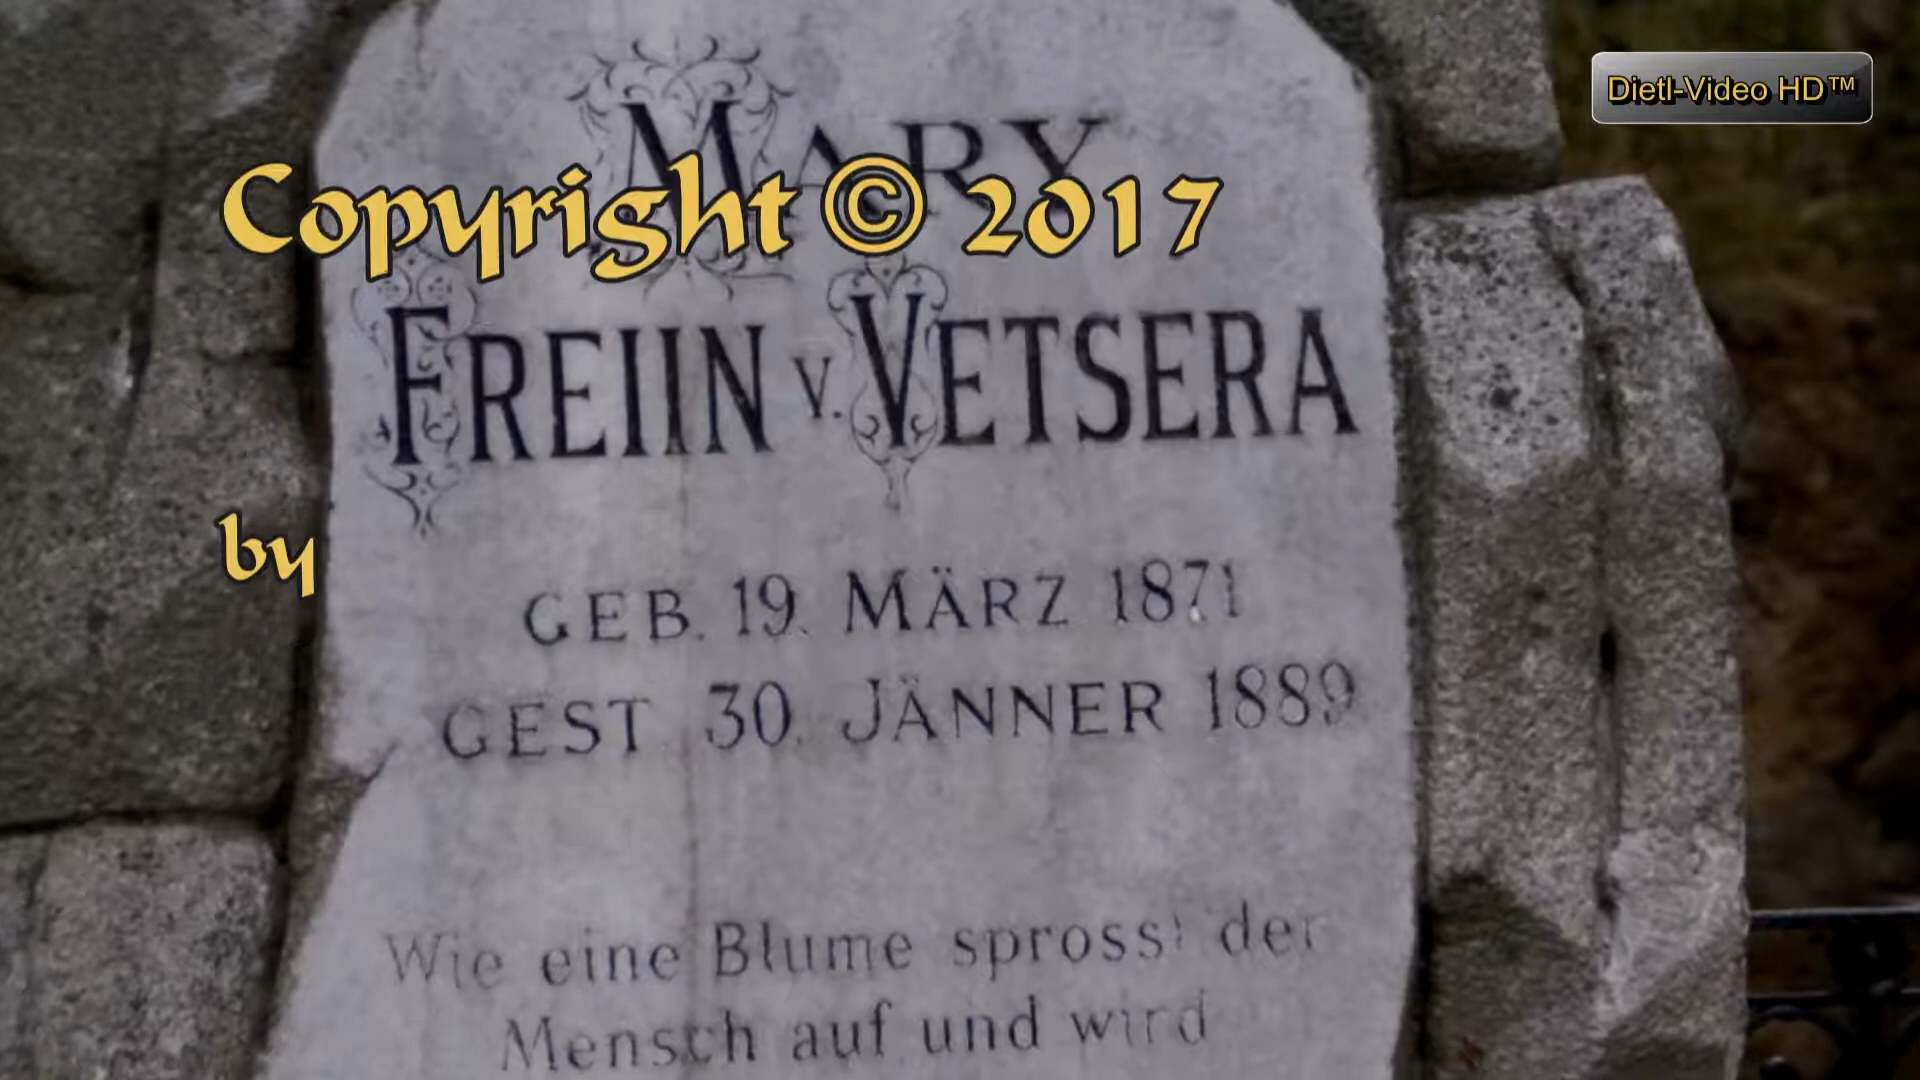 Dietl-Video HD™
MARY
Copyright © 2017
FREIIN V. VETSERA
by
GEB. 19. MÄRZ 1871
GEST. 30. JÄNNER 1889
Wie eine Blume sprosst der
Mensch auf und wird